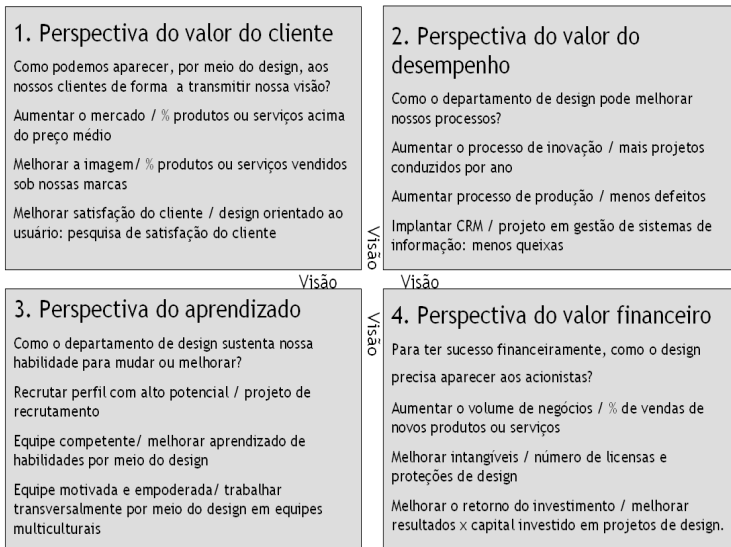 1. Perspectiva do valor do cliente
Como podemos aparecer, por meio do design, aos
nossos clientes de forma a transmitir nossa visão?
Aumentar o mercado / % produtos ou serviços acima
do preço médio
Melhorar a imagem/ % produtos ou serviços vendidos
sob nossas marcas
Melhorar satisfação do cliente / design orientado ao
usuário: pesquisa de satisfação do cliente
2. Perspectiva do valor do
desempenho
Como o departamento de design pode melhorar
nossos processos?
Aumentar o processo de inovação / mais projetos
conduzidos por ano
Aumentar processo de produção / menos defeitos
Implantar CRM / projeto em gestão de sistemas de
informação: menos queixas
Visão
Visão
Visão
Visão
3. Perspectiva do aprendizado
Como o departamento de design sustenta nossa
habilidade para mudar ou melhorar?
Recrutar perfil com alto potencial / projeto de
recrutamento
Equipe competente/ melhorar aprendizado de
habilidades por meio do design
Equipe motivada e empoderada/ trabalhar
transversalmente por meio do design em equipes
multiculturais
4. Perspectiva do valor financeiro
Para ter sucesso financeiramente, como o design
precisa aparecer aos acionistas?
Aumentar o volume de negócios / % de vendas de
novos produtos ou serviços
Melhorar intangíveis / número de licensas e
proteções de design
Melhorar o retorno do investimento / melhorar
resultados x capital investido em projetos de design.